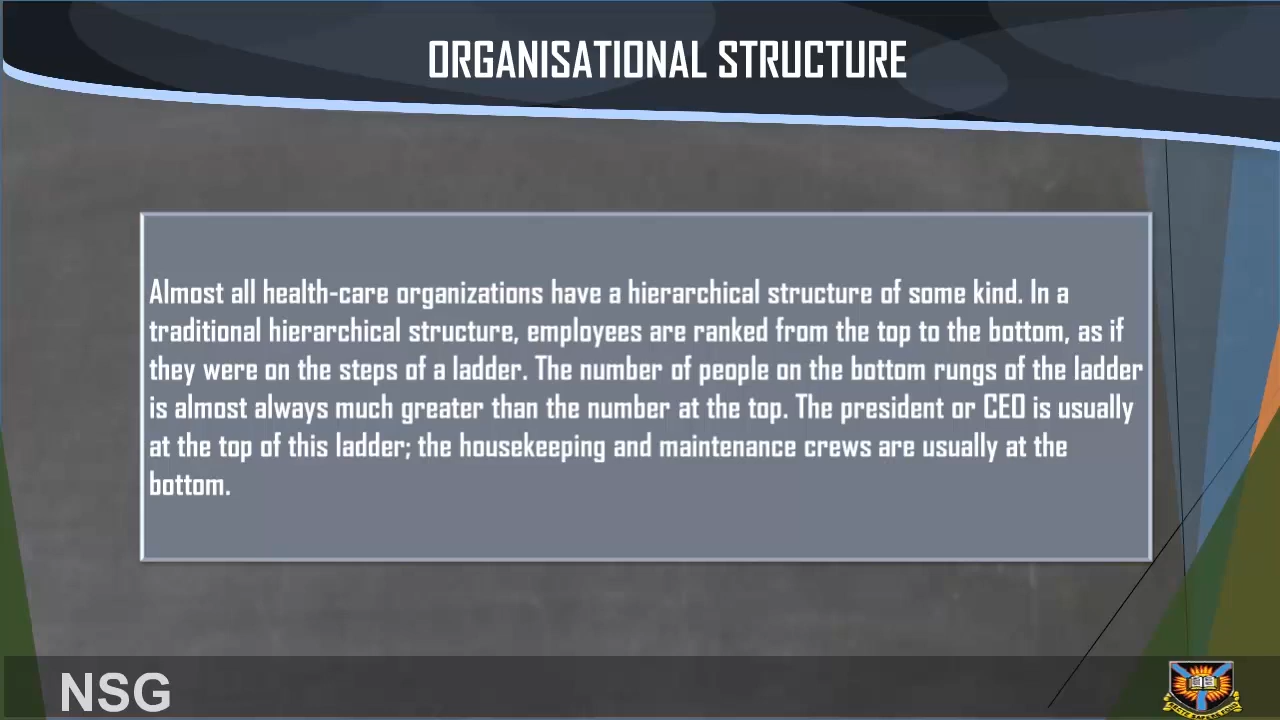 ORGANISATIONAL STRUCTURE
Almost all health-care organizations have a hierarchical structure of some kind. In a
traditional hierarchical structure, employees are ranked from the top to the bottom, as if
they were on the steps of a ladder. The number of people on the bottom rungs of the ladder
is almost always much greater than the number at the top. The president or CEO is usually
at the top of this ladder; the housekeeping and maintenance crews are usually at the
bottom.
NSG